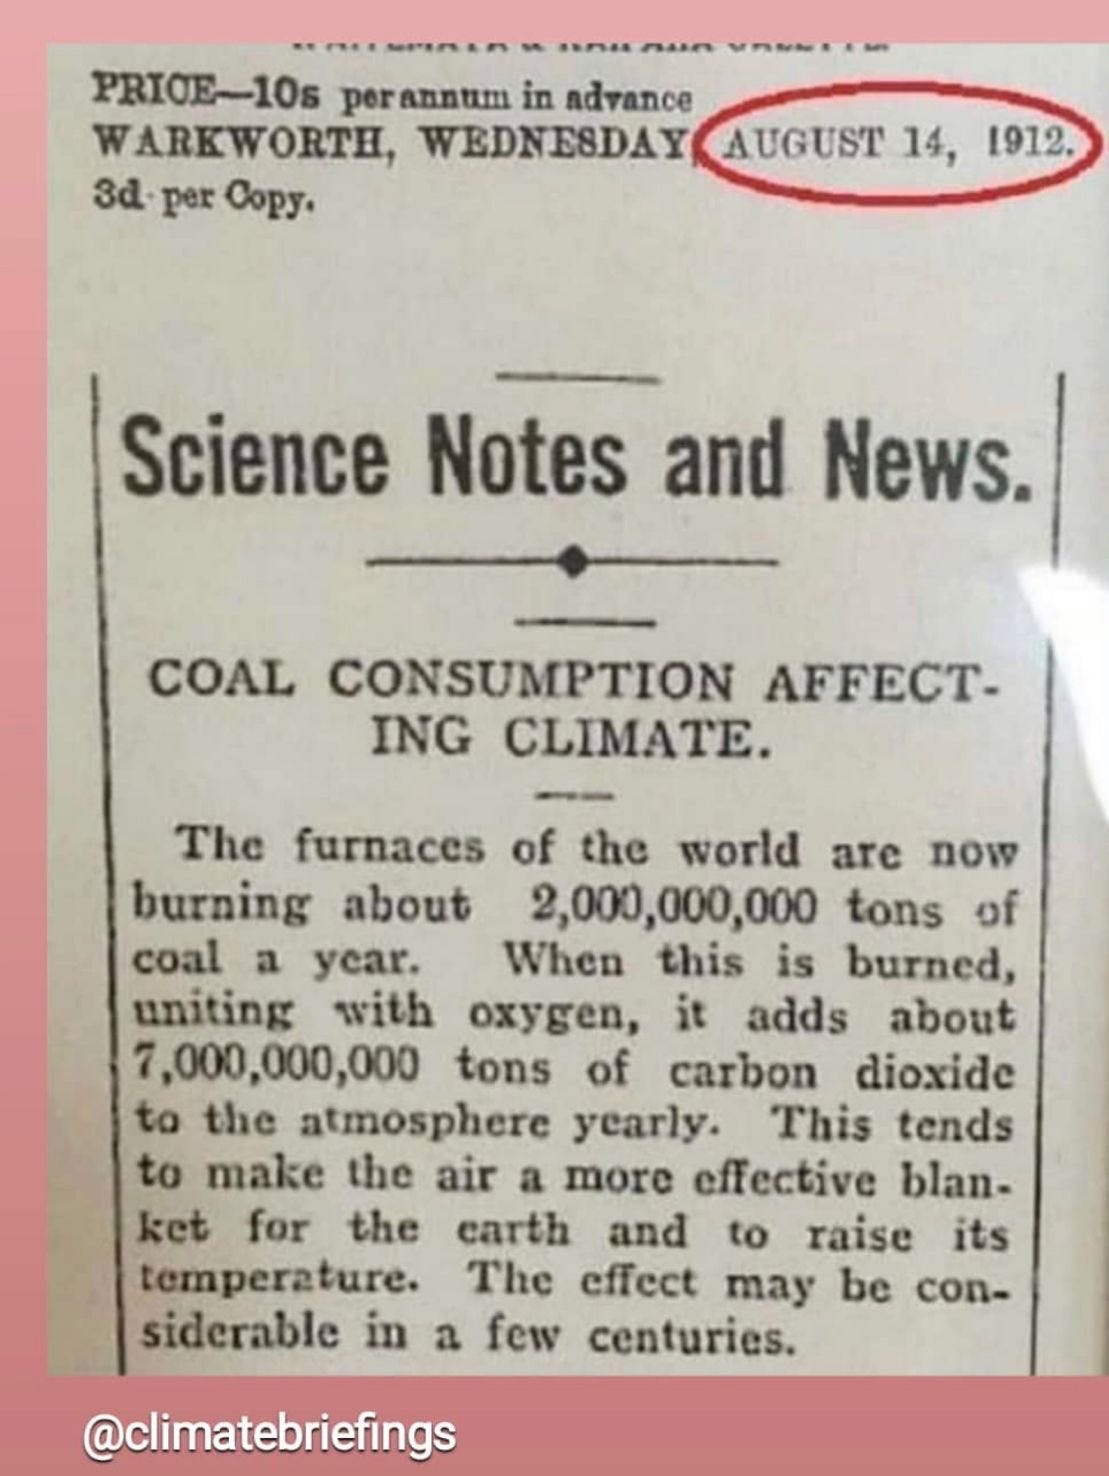 PRICE—10s per annum in advance
WARKWORTH, WEDNESDAY, AUGUST 14, 1912.
3d per Copy.
Science Notes and News.
COAL CONSUMPTION AFFECT-
ING CLIMATE.
The furnaces of the world are now
burning about 2,000,000,000 tons of
coal a year. When this is burned,
uniting with oxygen, it adds about
7,000,000,000 tons of carbon dioxide
to the atmosphere yearly. This tends
to make the air a more effective blan-
ket for the earth and to raise its
temperature. The effect may be con-
siderable in a few centuries.
@climatebriefings